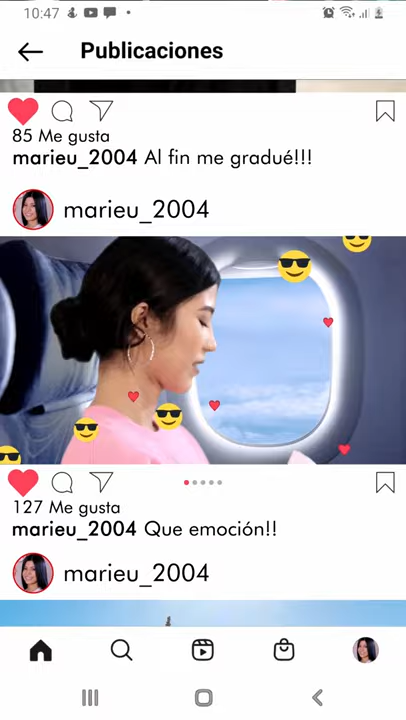 10:47
Publicaciones
85 Me gusta
marieu_2004 Al fin me gradué!!!
marieu_2004
127 Me gusta
marieu_2004 Que emoción!!
marieu_2004